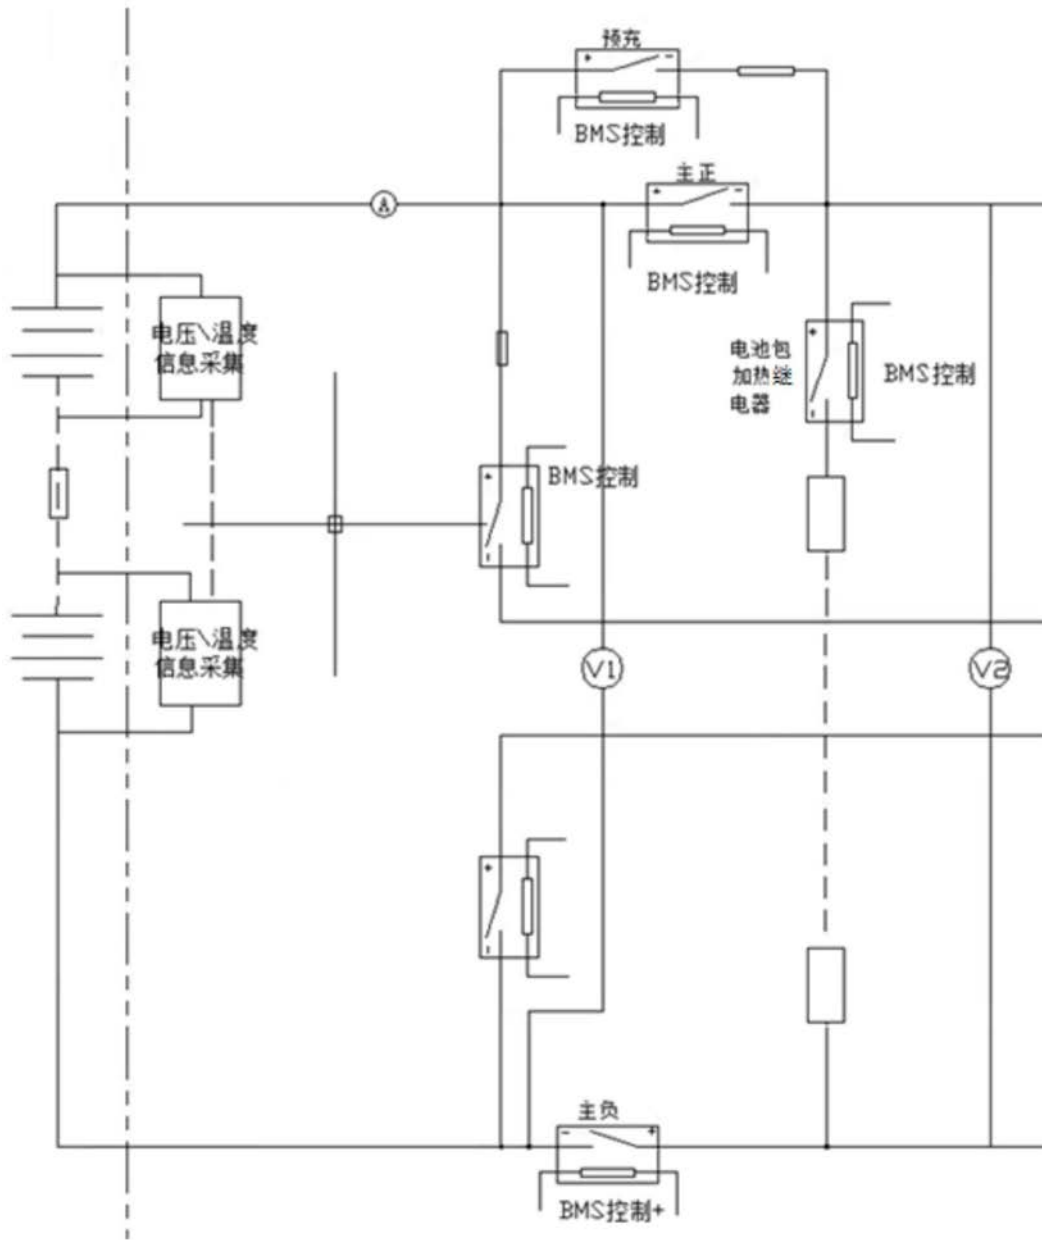 预充
BMS控制
主正
A
BMS控制
电压\温度
信息采集
电池包
加热继
电器
BMS控制
BMS控制
电压\温度
信息采集
V1
V2
主负
BMS控制+